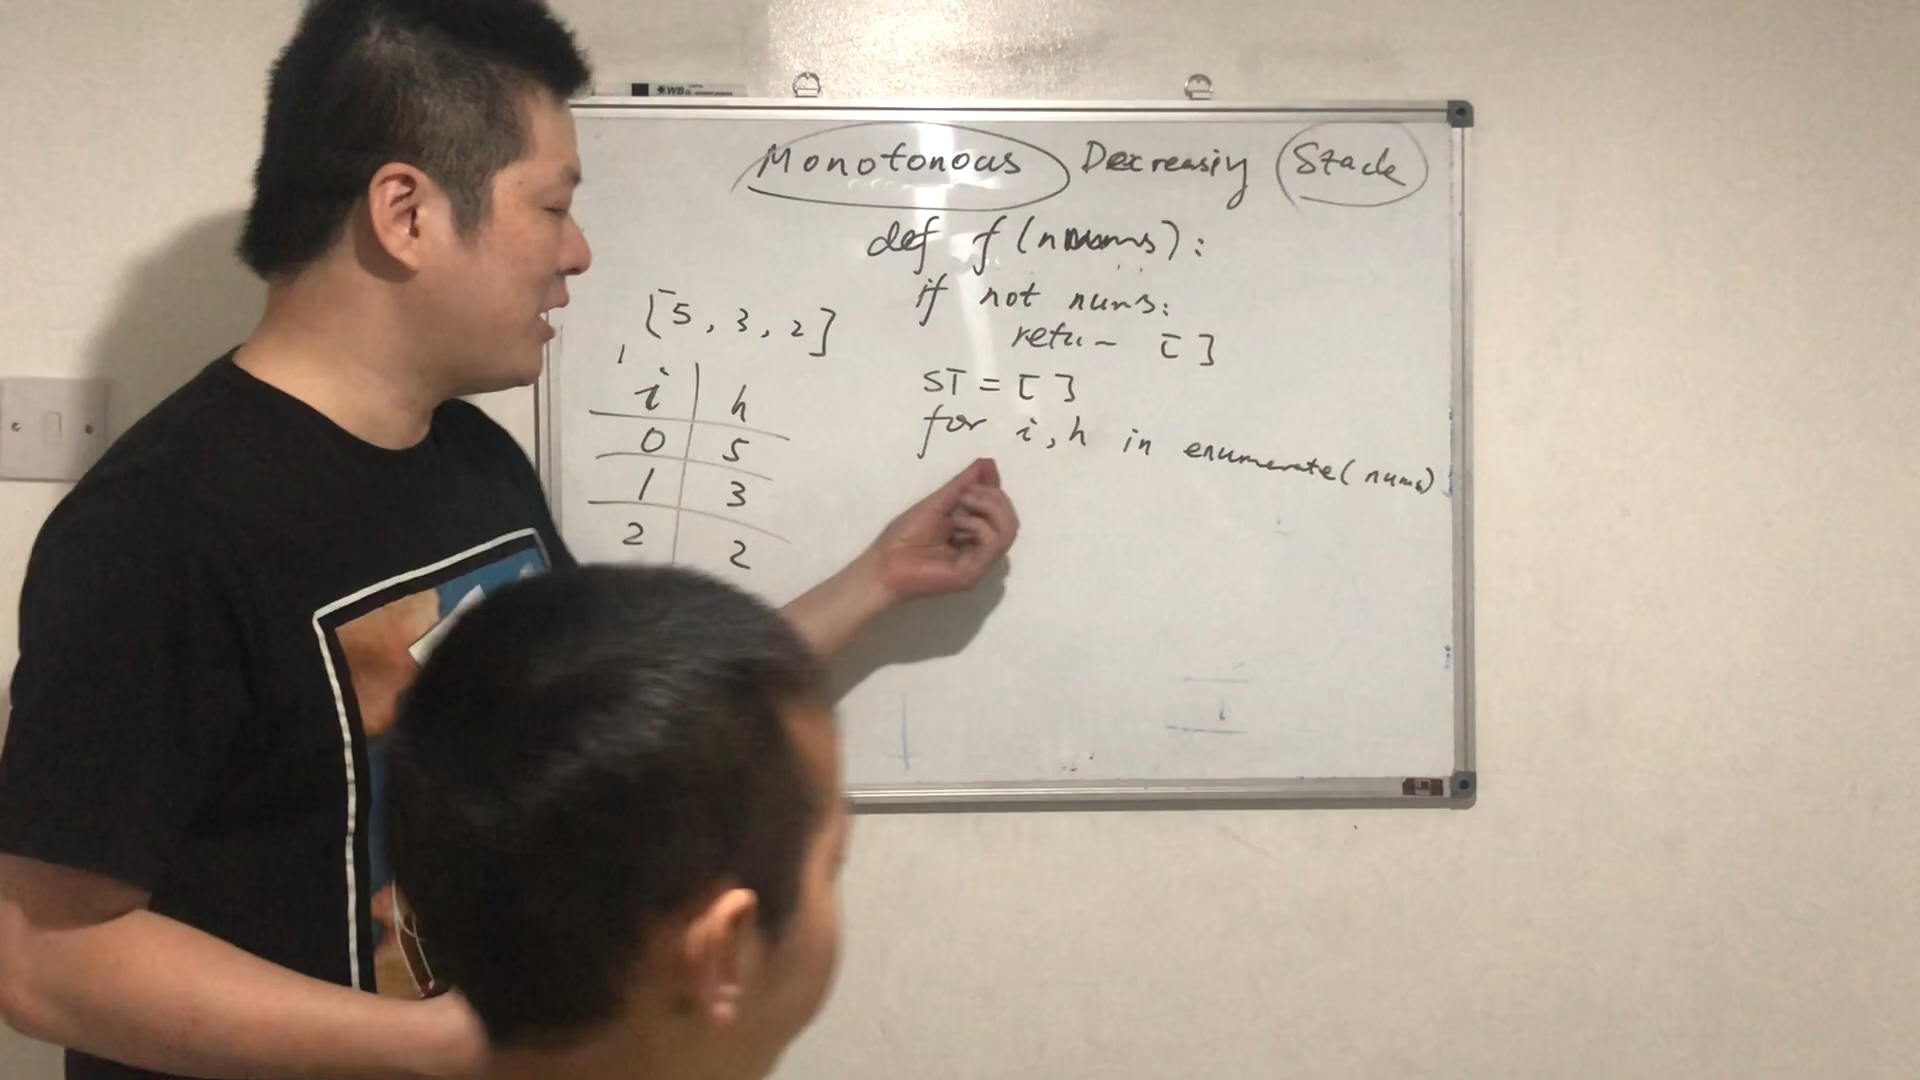 Monotonous Decreasing Stack
def f(nums):
if not nums:
return []
ST = []
for i, h in enumerate(nums)
[5, 3, 2]
i h
0 5
1 3
2 2
WB